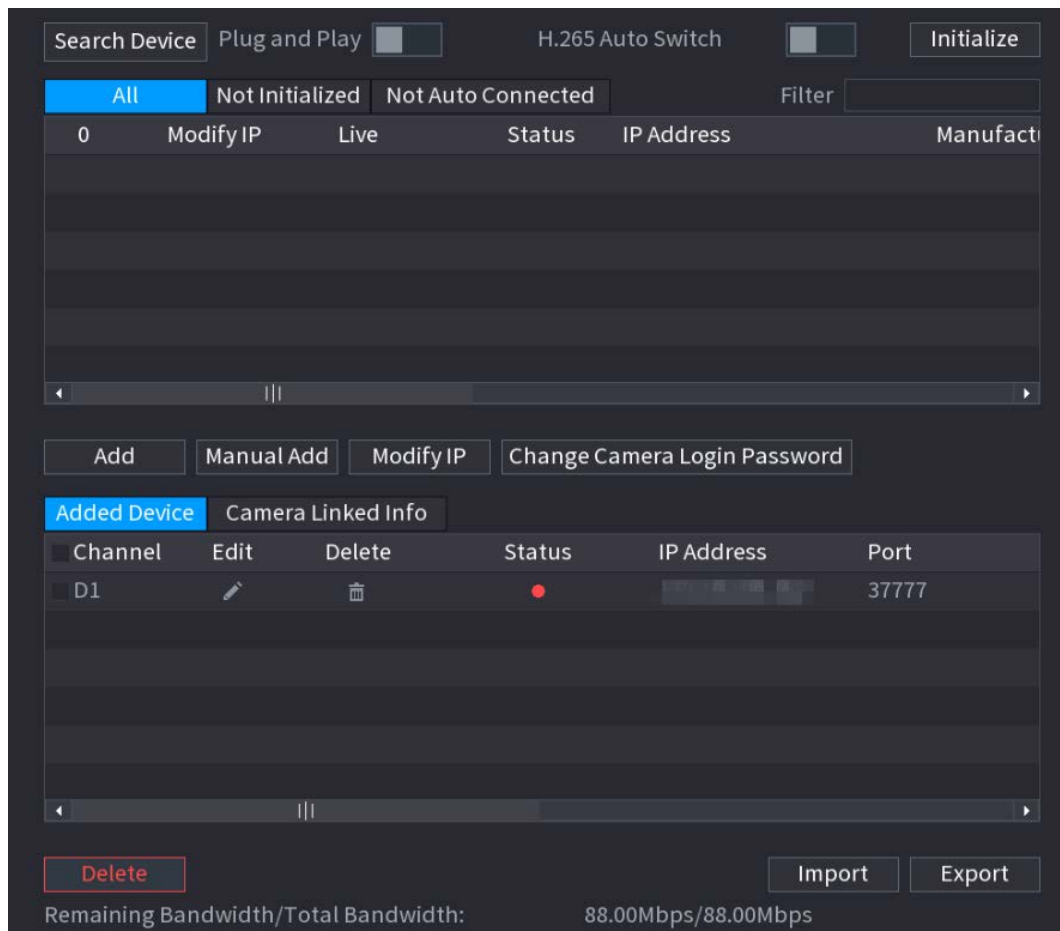 Search Device Plug and Play H.265 Auto Switch Initialize
All Not Initialized Not Auto Connected Filter
0 Modify IP Live Status IP Address Manufactu
Add Manual Add Modify IP Change Camera Login Password
Added Device Camera Linked Info
Channel Edit Delete Status IP Address Port
D1 37777
Delete Import Export
Remaining Bandwidth/Total Bandwidth: 88.00Mbps/88.00Mbps